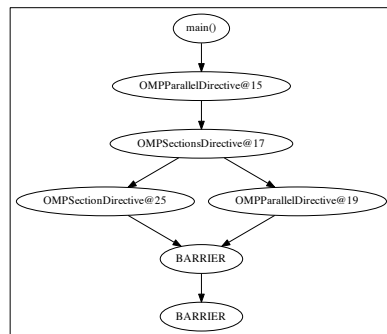 main()
OMPParallelDirective@15
OMPSectionsDirective@17
OMPSectionDirective@25
OMPParallelDirective@19
BARRIER
BARRIER